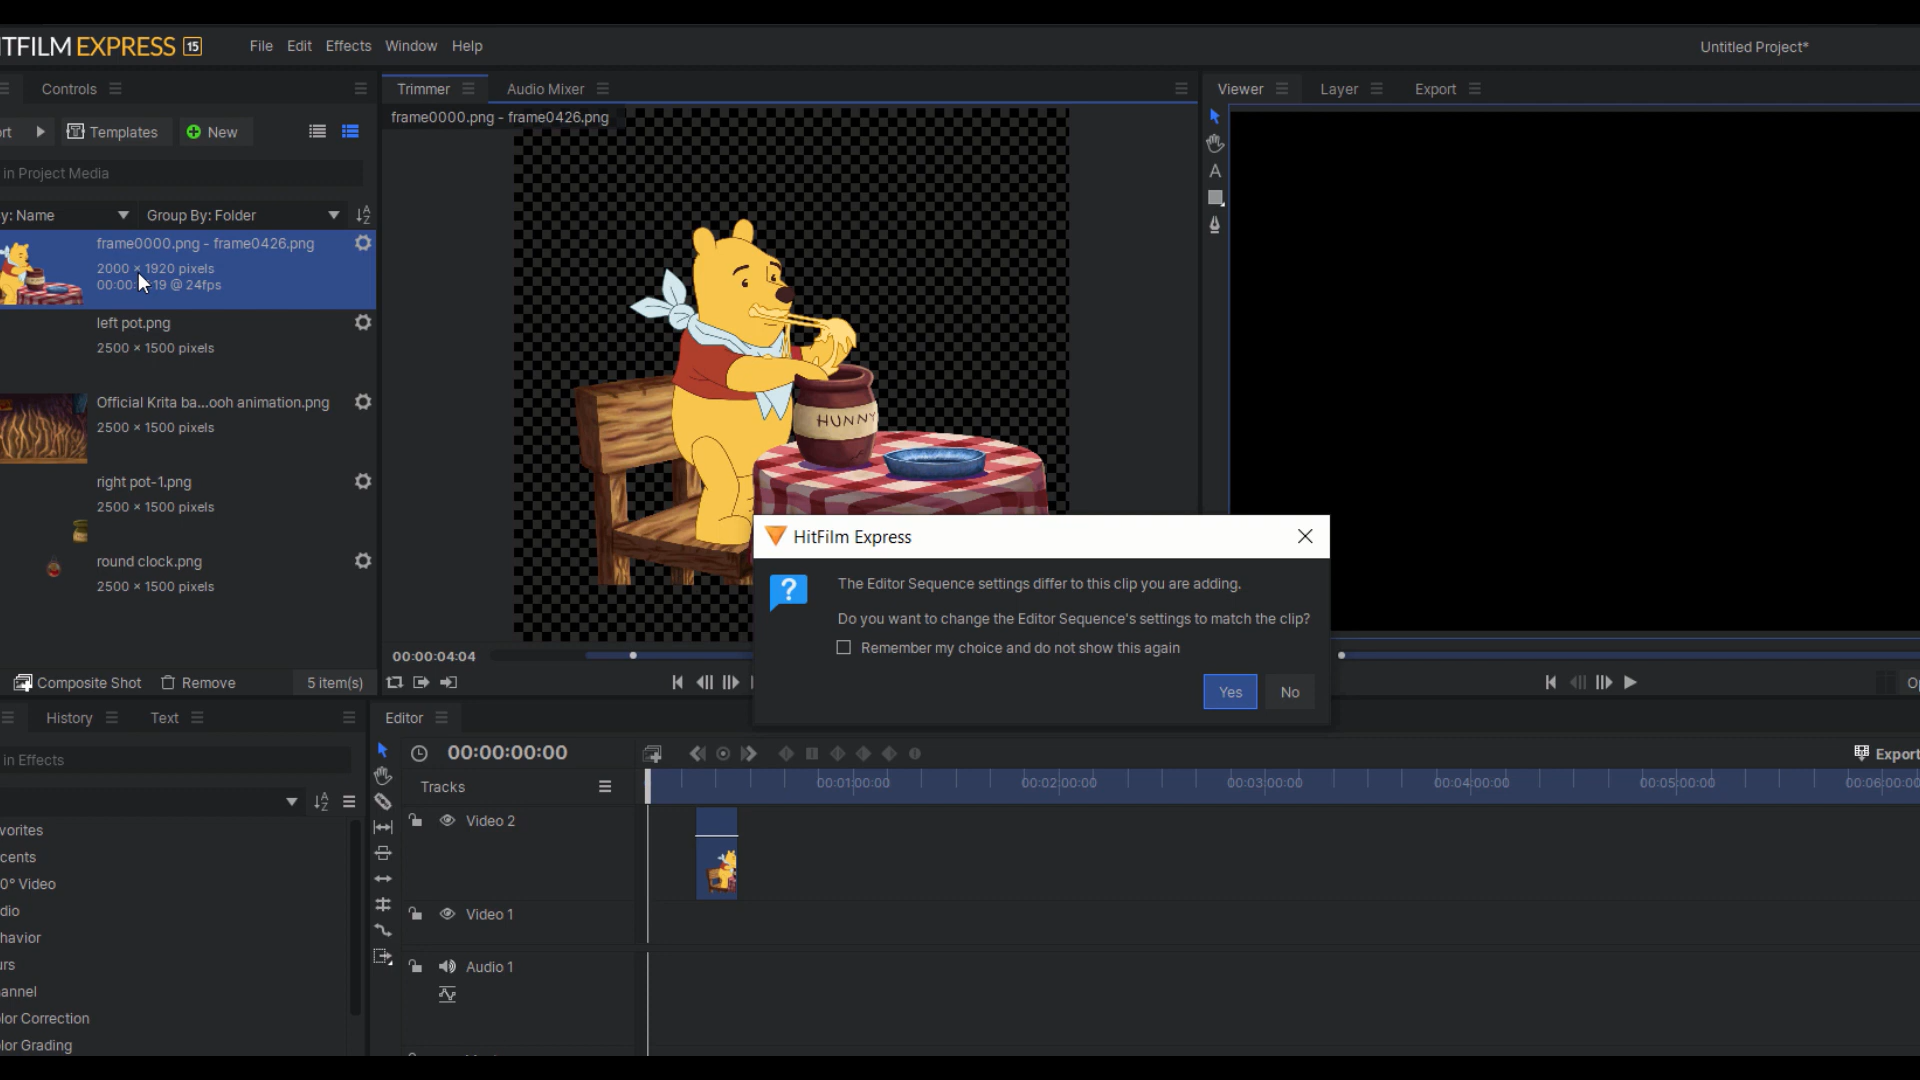 ITFILM EXPRESS 15
File Edit Effects Window Help
Untitled Project*
Controls
Trimmer
Audio Mixer
Viewer
Layer
Export
frame0000.png - frame0426.png
rt
Templates
New
in Project Media
y: Name
Group By: Folder
frame0000.png - frame0426.png
2000 × 1920 pixels
00:00: 19 @ 24fps
left pot.png
2500 × 1500 pixels
Official Krita ba...ooh animation.png
2500 × 1500 pixels
right pot-1.png
2500 × 1500 pixels
round clock.png
2500 × 1500 pixels
HUNNY
HitFilm Express
The Editor Sequence settings differ to this clip you are adding.
Do you want to change the Editor Sequence's settings to match the clip?
Remember my choice and do not show this again
Yes
No
00:00:04:04
Composite Shot
Remove
5 item(s)
Op
History
Text
Editor
in Effects
00:00:00:00
Export
Tracks
00:01:00:00
00:02:00:00
00:03:00:00
00:04:00:00
00:05:00:00
00:06:00:00
Video 2
Video 1
Audio 1
vorites
cents
0° Video
dio
havior
urs
annel
lor Correction
lor Grading